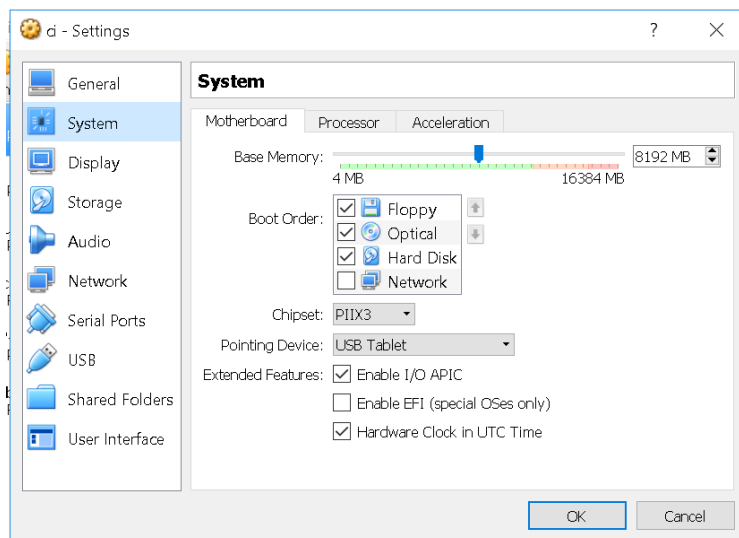 ci - Settings
?
General
System
Display
Storage
Audio
Network
Serial Ports
USB
Shared Folders
User Interface
System
Motherboard Processor Acceleration
Base Memory: 8192 MB
4 MB 16384 MB
Boot Order:
Floppy
Optical
Hard Disk
Network
Chipset: PIIX3
Pointing Device: USB Tablet
Extended Features: Enable I/O APIC
Enable EFI (special OSes only)
Hardware Clock in UTC Time
OK Cancel